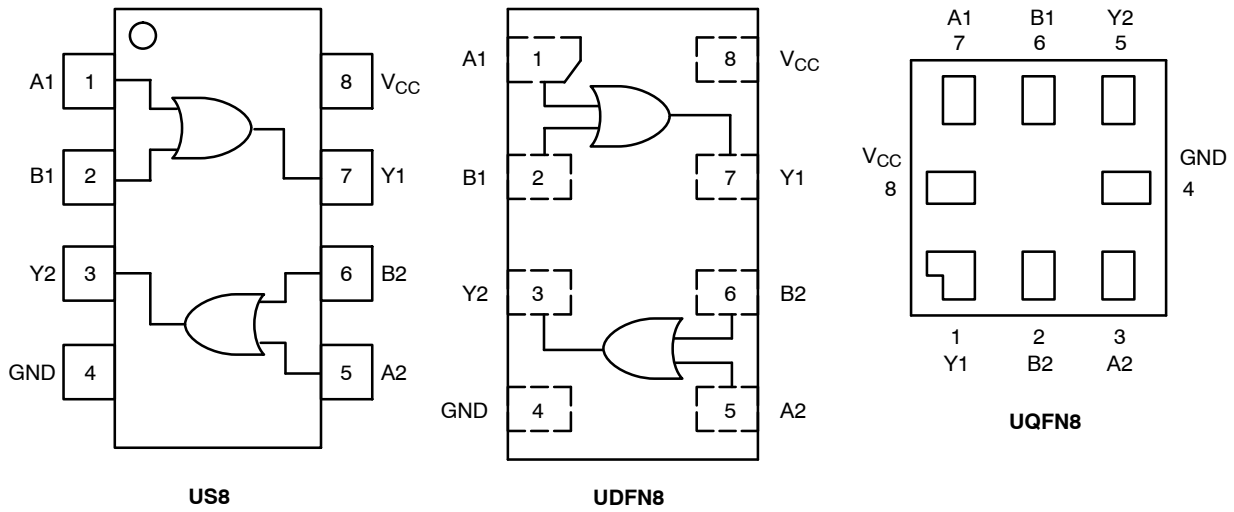 A1 1 8 VCC
B1 2 7 Y1
Y2 3 6 B2
GND 4 5 A2
US8
A1 1 8 VCC
B1 2 7 Y1
Y2 3 6 B2
GND 4 5 A2
UDFN8
A1 B1 Y2
7 6 5
VCC GND
8 4
1 2 3
Y1 B2 A2
UQFN8